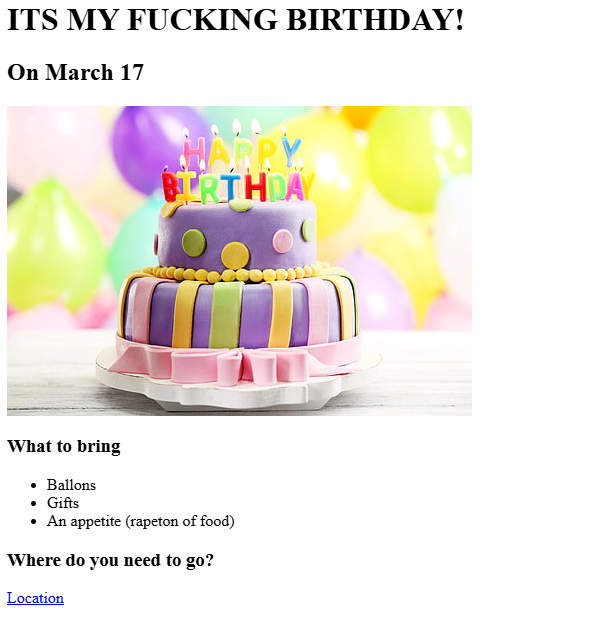 ITS MY FUCKING BIRTHDAY!
On March 17
HAPPY
BIRTHDAY
What to bring
Ballons
Gifts
An appetite (rapeton of food)
Where do you need to go?
Location